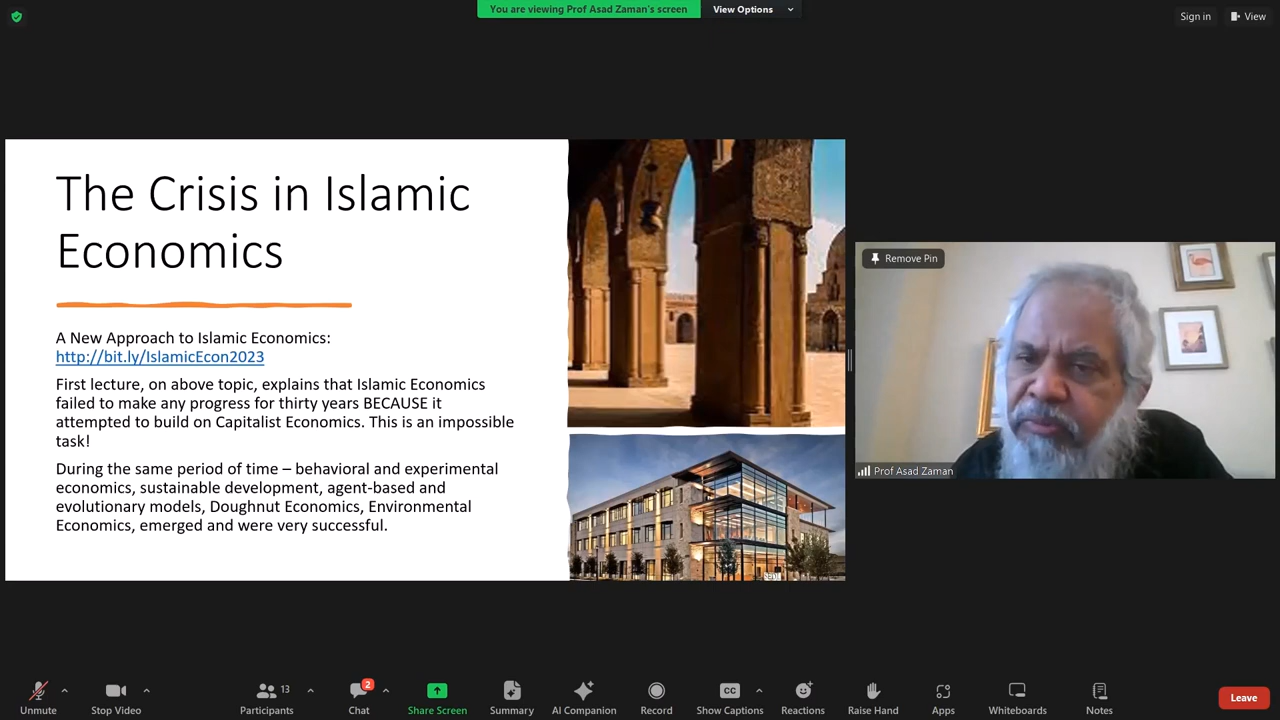 You are viewing Prof Asad Zaman's screen
View Options
Sign in
View
The Crisis in Islamic
Economics
A New Approach to Islamic Economics:
http://bit.ly/IslamicEcon2023
First lecture, on above topic, explains that Islamic Economics
failed to make any progress for thirty years BECAUSE it
attempted to build on Capitalist Economics. This is an impossible
task!
During the same period of time – behavioral and experimental
economics, sustainable development, agent-based and
evolutionary models, Doughnut Economics, Environmental
Economics, emerged and were very successful.
Remove Pin
Prof Asad Zaman
13
2
CC
Unmute
Stop Video
Participants
Chat
Share Screen
Summary
AI Companion
Record
Show Captions
Reactions
Raise Hand
Apps
Whiteboards
Notes
Leave